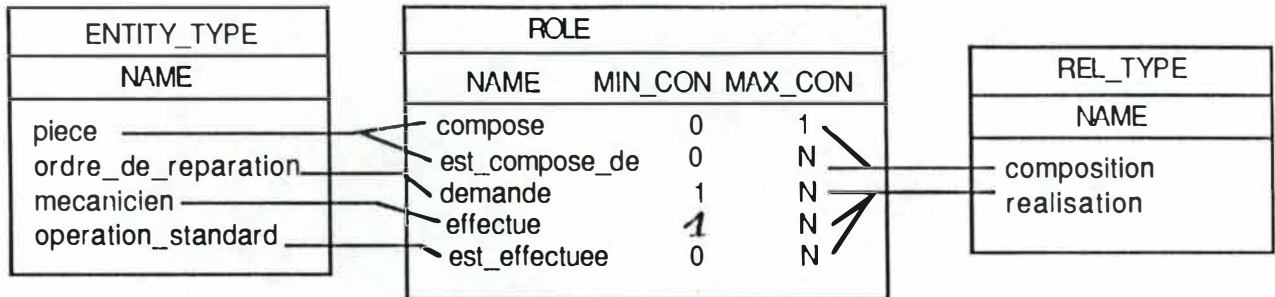 ENTITY_TYPE
NAME
piece
ordre_de_reparation
mecanicien
operation_standard
ROLE
NAME MIN_CON MAX_CON
compose 0 1
est_compose_de 0 N
demande 1 N
effectue 1 N
est_effectuee 0 N
REL_TYPE
NAME
composition
realisation